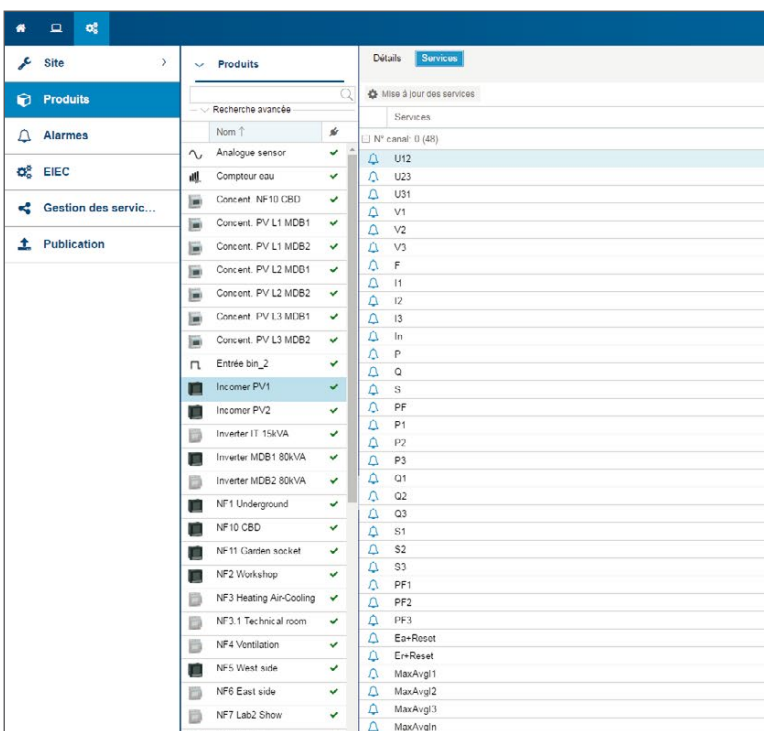 Site
Produits
Alarmes
EIEC
Gestion des servic...
Publication
Produits
Recherche avancée
Nom ↑
Analogue sensor
Compteur eau
Concent. NF10 CBD
Concent. PV L1 MDB1
Concent. PV L1 MDB2
Concent. PV L2 MDB1
Concent. PV L2 MDB2
Concent. PV L3 MDB1
Concent. PV L3 MDB2
Entrée bin_2
Incomer PV1
Incomer PV2
Inverter IT 15kVA
Inverter MDB1 80kVA
Inverter MDB2 80kVA
NF1 Underground
NF10 CBD
NF11 Garden socket
NF2 Workshop
NF3 Heating Air-Cooling
NF3.1 Technical room
NF4 Ventilation
NF5 West side
NF6 East side
NF7 Lab2 Show
Détails Services
Mise à jour des services
Services
N° canal: 0 (48)
U12
U23
U31
V1
V2
V3
F
I1
I2
I3
In
P
Q
S
PF
P1
P2
P3
Q1
Q2
Q3
S1
S2
S3
PF1
PF2
PF3
Ea+Reset
Er+Reset
MaxAvgI1
MaxAvgI2
MaxAvgI3
MaxAvgIn